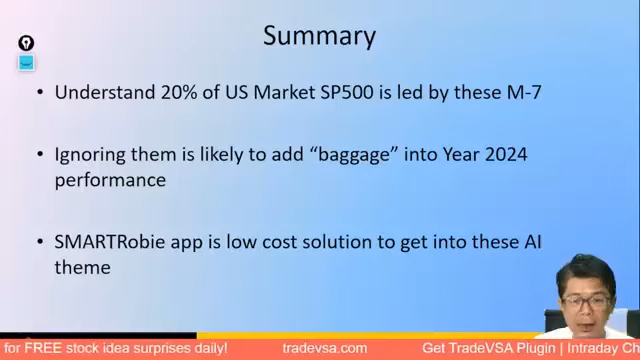 Summary
• Understand 20% of US Market SP500 is led by these M-7
• Ignoring them is likely to add “baggage” into Year 2024
performance
• SMARTRobie app is low cost solution to get into these AI
theme
for FREE stock idea surprises daily! tradevsa.com Get TradeVSA Plugin | Intraday Ch